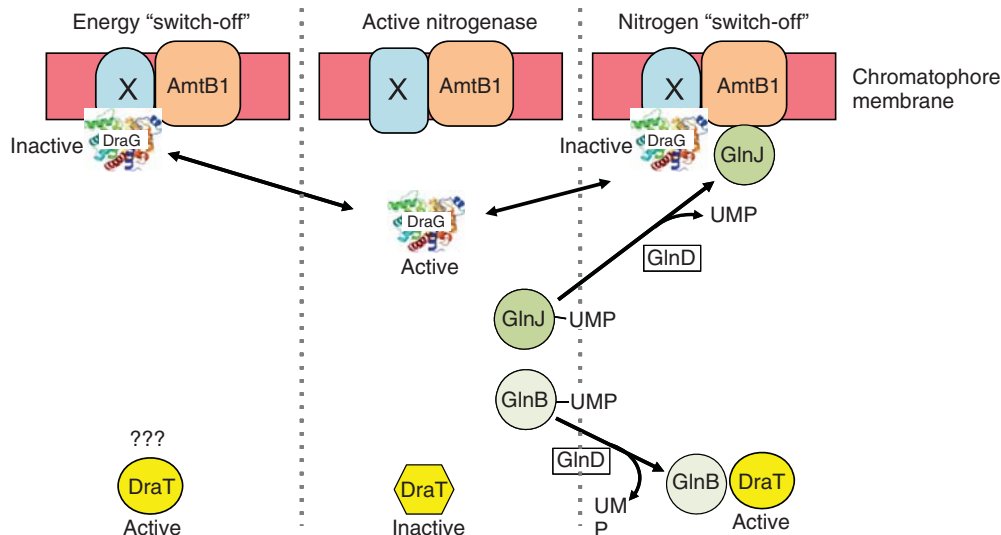 Energy “switch-off”
Active nitrogenase
Nitrogen “switch-off”
X
AmtB1
X
AmtB1
X
AmtB1
Chromatophore
membrane
Inactive
DraG
Inactive
DraG
GlnJ
DraG
Active
UMP
GlnD
GlnJ
UMP
GlnB
UMP
GlnD
???
DraT
Active
DraT
Inactive
UM
P
GlnB
DraT
Active